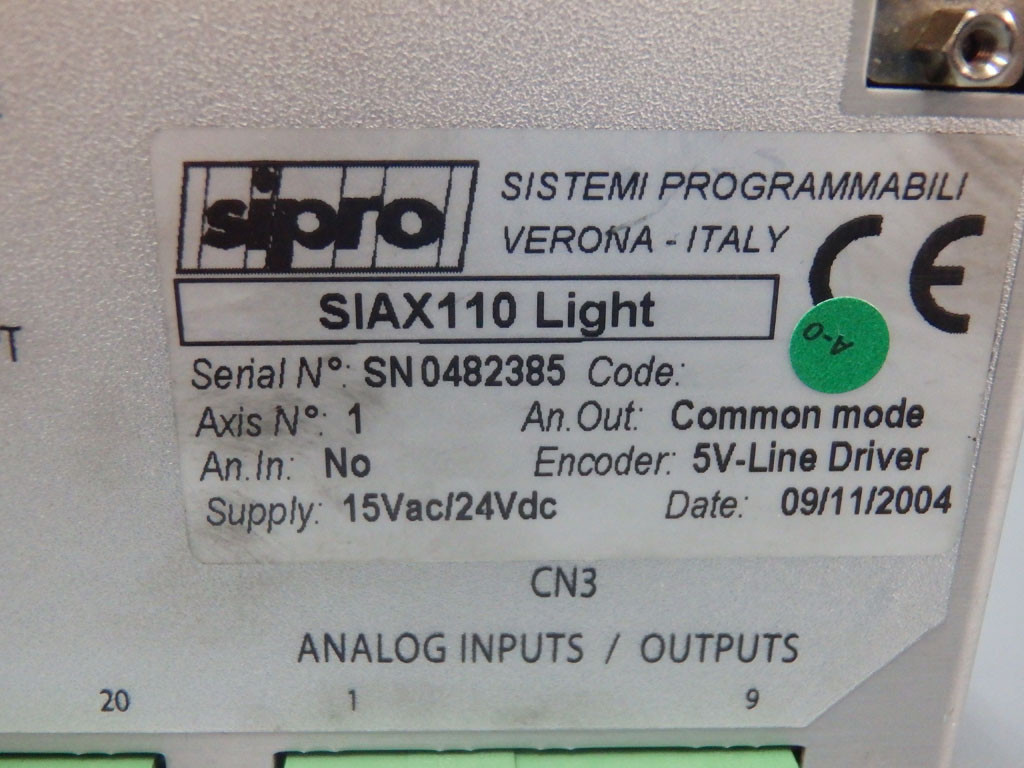 sipro
SISTEMI PROGRAMMABILI
VERONA - ITALY
CE
SIAX110 Light
A-0
T
Serial N°: SN 0482385 Code:
Axis N°: 1 An.Out: Common mode
An.In: No Encoder: 5V-Line Driver
Supply: 15Vac/24Vdc Date: 09/11/2004
CN3
ANALOG INPUTS / OUTPUTS
20 1 9